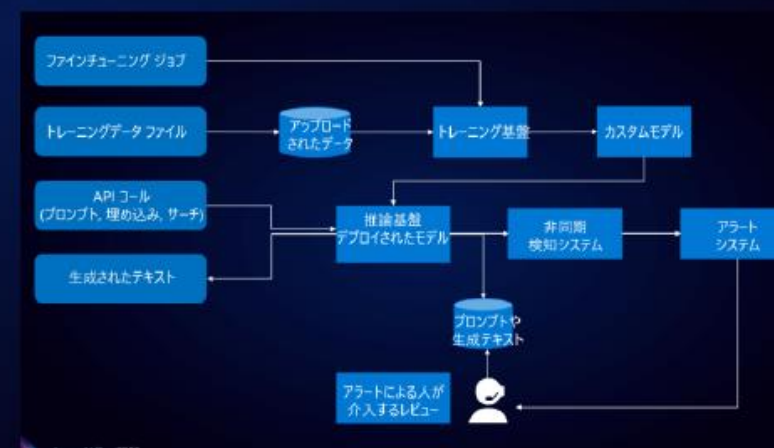 ファインチューニング ジョブ
トレーニングデータ ファイル
アップロード
されたデータ
トレーニング基盤
カスタムモデル
API コール
(プロンプト, 埋め込み, サーチ)
推論基盤
デプロイされたモデル
非同期
検知システム
アラート
システム
生成されたテキスト
プロンプトや
生成テキスト
アラートによる人が
介入するレビュー